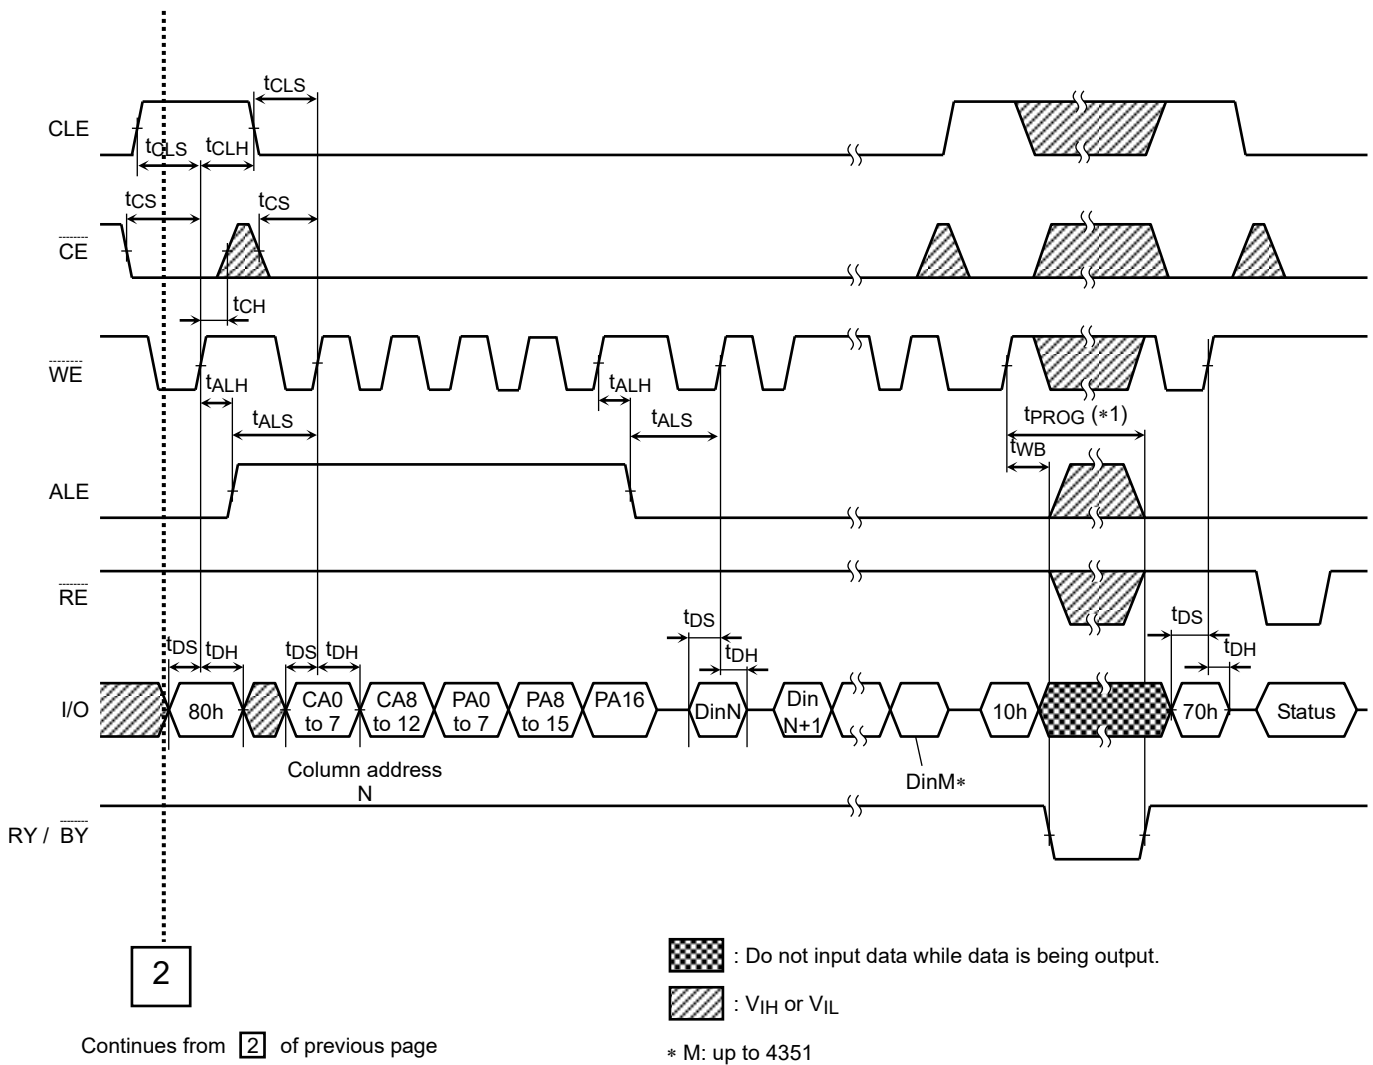 tCLS
CLE
tCLS
tCLH
tCS
tCS
CE
tCH
WE
tALH
tALH
tALS
tALS
tPROG (∗1)
tWB
ALE
RE
tDS
tDH
tDS
tDH
tDS
tDH
tDS
tDH
I/O
80h
CA0
to 7
CA8
to 12
PA0
to 7
PA8
to 15
PA16
DinN
Din
N+1
10h
70h
Status
Column address
N
DinM∗
RY / BY
2
: Do not input data while data is being output.
: VIH or VIL
Continues from 2 of previous page
∗ M: up to 4351